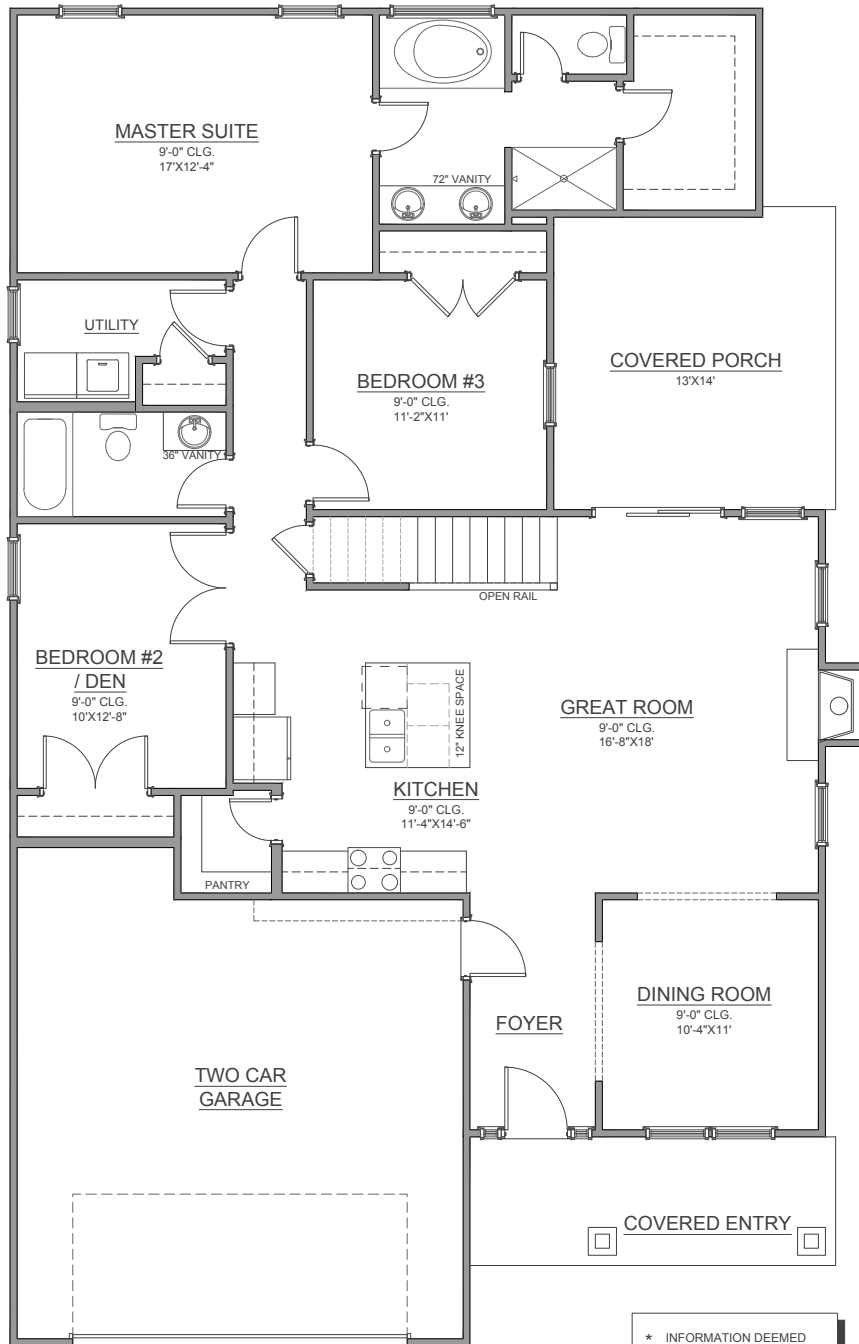 MASTER SUITE
9'-0" CLG.
17'X12'-4"
72" VANITY
UTILITY
BEDROOM #3
9'-0" CLG.
11'-2"X11'
COVERED PORCH
13'X14'
36" VANITY
OPEN RAIL
BEDROOM #2
/ DEN
9'-0" CLG.
10'X12'-8"
12" KNEE SPACE
GREAT ROOM
9'-0" CLG.
16'-8"X18'
KITCHEN
9'-0" CLG.
11'-4"X14'-6"
PANTRY
DINING ROOM
9'-0" CLG.
10'-4"X11'
FOYER
TWO CAR
GARAGE
COVERED ENTRY
* INFORMATION DEEMED